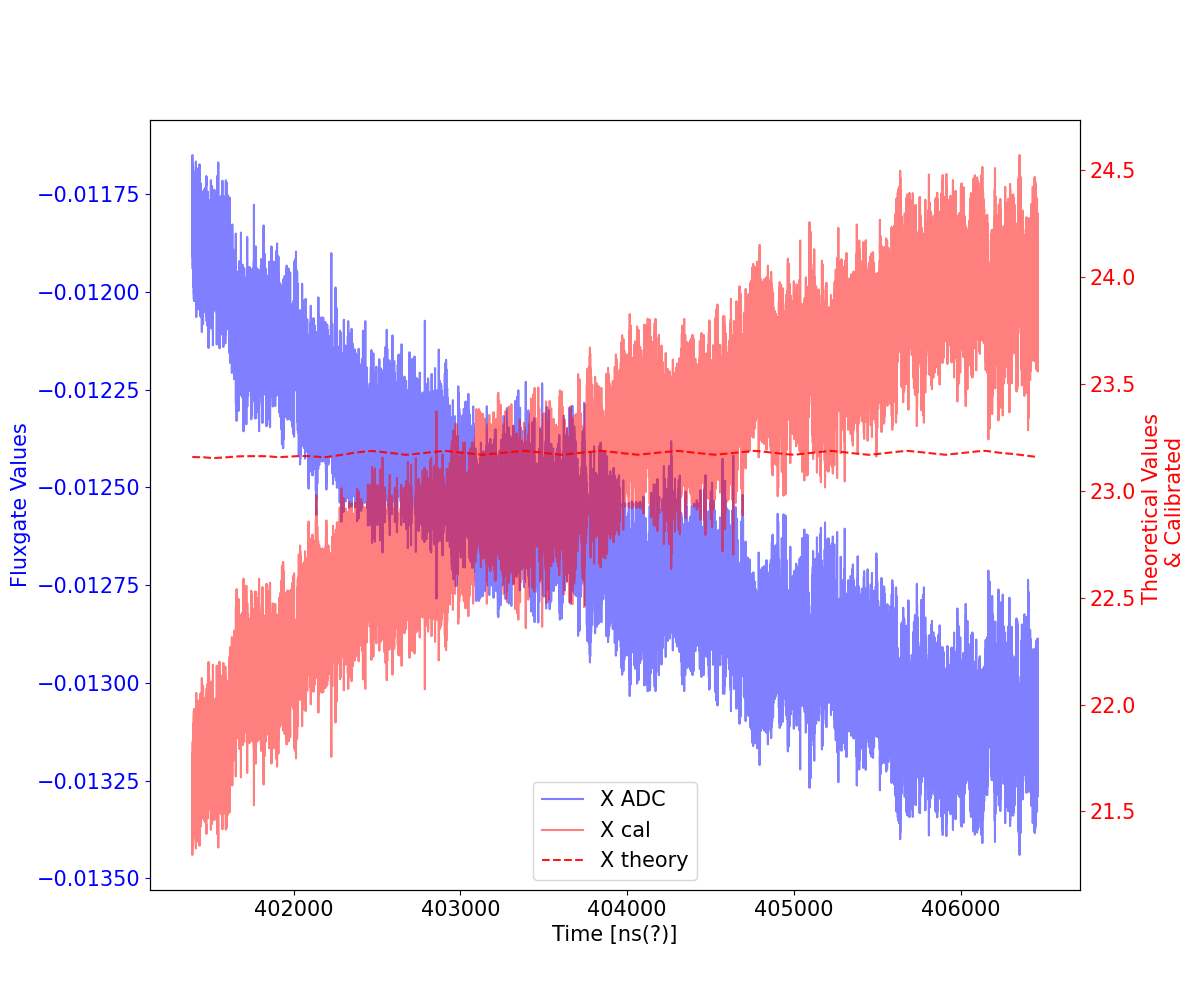 −0.01175
−0.01200
−0.01225
−0.01250
−0.01275
−0.01300
−0.01325
−0.01350
Fluxgate Values
24.5
24.0
23.5
23.0
22.5
22.0
21.5
Theoretical Values
& Calibrated
X ADC
X cal
X theory
402000
403000
404000
405000
406000
Time [ns(?)]